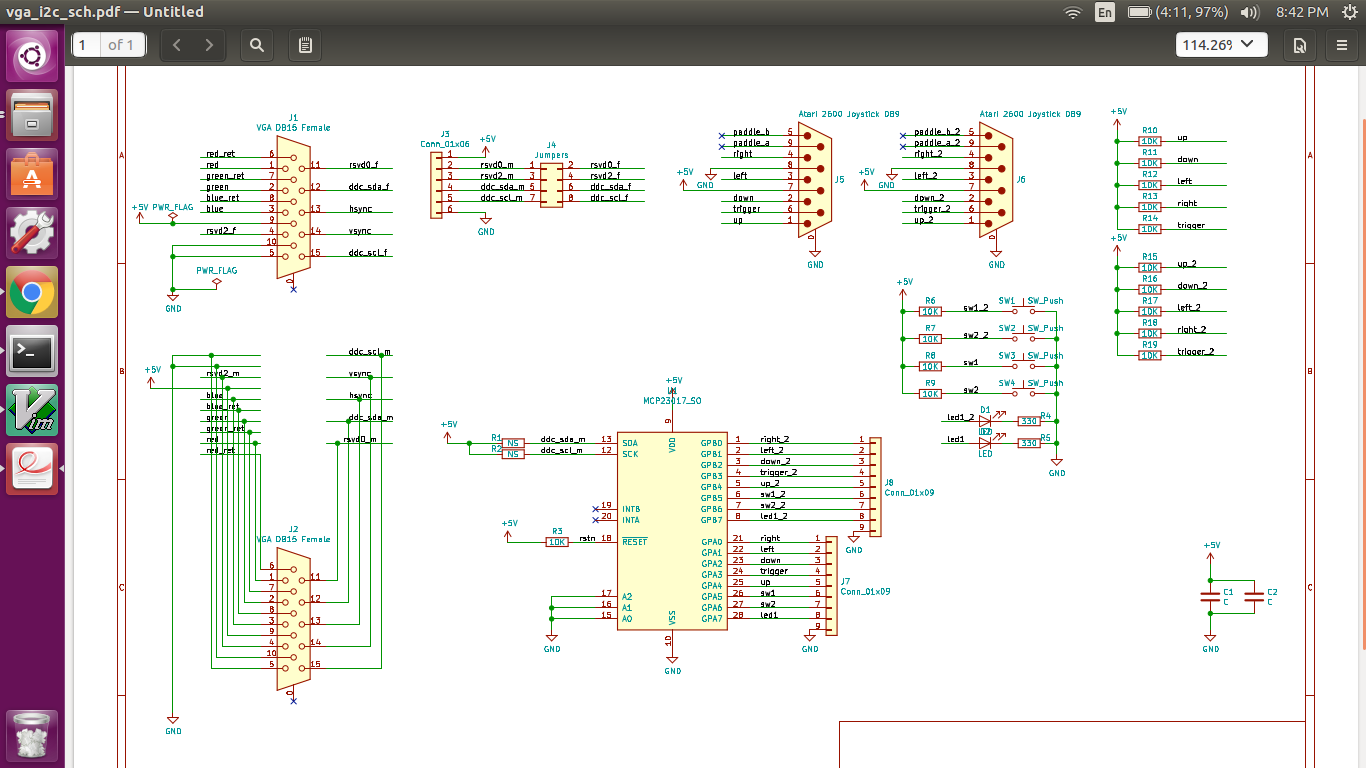 vga_i2c_sch.pdf — Untitled
En
(4:11, 97%)
8:42 PM
1 of 1
114.26%
A
B
C
A
B
C
J1
VGA DB15 Female
red_ret 6
red 1
green_ret 7
green 2
blue_ret 8
blue 3
9
rsvd2_f 4
10
5
11 rsvd0_f
12 ddc_sda_f
13 hsync
14 vsync
15 ddc_scl_f
0
+5V PWR_FLAG
PWR_FLAG
GND
J3
Conn_01x06
+5V
1
2 rsvd0_m
3 rsvd2_m
4 ddc_sda_m
5 ddc_scl_m
6
GND
J4
Jumpers
1 2 rsvd0_f
3 4 rsvd2_f
5 6 ddc_sda_f
7 8 ddc_scl_f
Atari 2600 Joystick DB9
paddle_b 5
paddle_a 9
right 4
8
left 3
7
down 2
trigger 6
up 1
J5
0
GND
+5V
GND
Atari 2600 Joystick DB9
paddle_b_2 5
paddle_a_2 9
right_2 4
8
left_2 3
7
down_2 2
trigger_2 6
up_2 1
J6
0
GND
+5V
GND
+5V
R10 10K up
R11 10K down
R12 10K left
R13 10K right
R14 10K trigger
+5V
R15 10K up_2
R16 10K down_2
R17 10K left_2
R18 10K right_2
R19 10K trigger_2
+5V
R6 10K sw1_2 SW1 SW_Push
R7 10K sw2_2 SW2 SW_Push
R8 10K sw1 SW3 SW_Push
R9 10K sw2 SW4 SW_Push
led1_2 D1 330 R4
led1 D2 LED 330 R5
GND
+5V
rsvd2_m
blue
blue_ret
green
green_ret
red
red_ret
ddc_scl_m
vsync
hsync
ddc_sda_m
rsvd0_m
J2
VGA DB15 Female
6
1
7
2
8
3
9
4
10
5
11
12
13
14
15
0
GND
+5V
MCP23017_SO
9
VDD
+5V
R1 NS ddc_sda_m 13 SDA
R2 NS ddc_scl_m 12 SCK
19 INTB
20 INTA
+5V
R3 10K rstn 18 RESET
17 A2
16 A1
15 A0
GND
VSS
10
GND
GPB0 1 right_2 1
GPB1 2 left_2 2
GPB2 3 down_2 3
GPB3 4 trigger_2 4
GPB4 5 up_2 5
GPB5 6 sw1_2 6
GPB6 7 sw2_2 7
GPB7 8 led1_2 8
9
J8
Conn_01x09
GND
GPA0 21 right 1
GPA1 22 left 2
GPA2 23 down 3
GPA3 24 trigger 4
GPA4 25 up 5
GPA5 26 sw1 6
GPA6 27 sw2 7
GPA7 28 led1 8
9
J7
Conn_01x09
GND
+5V
C1
C
C2
C
GND